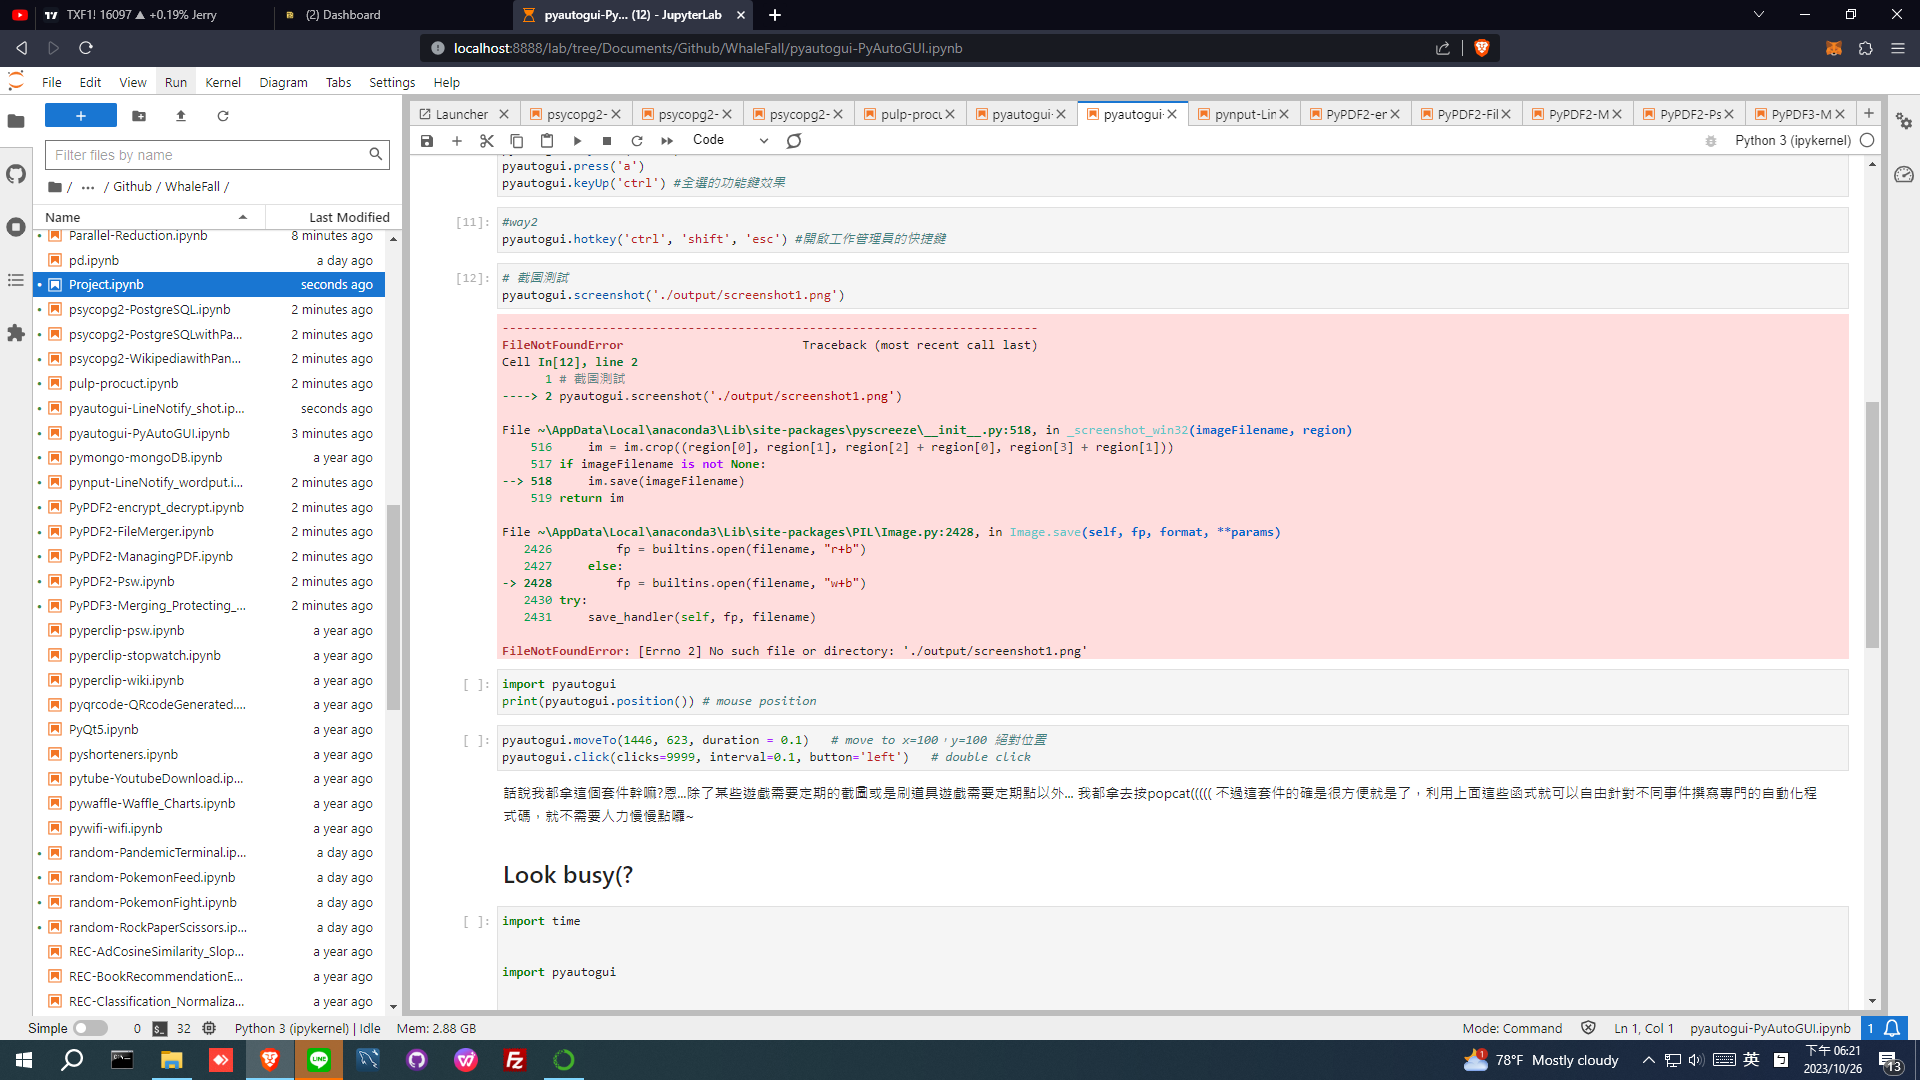 TXF1! 16097 ▲ +0.19% Jerry
(2) Dashboard
pyautogui-Py... (12) - JupyterLab
localhost:8888/lab/tree/Documents/Github/WhaleFall/pyautogui-PyAutoGUI.ipynb
File Edit View Run Kernel Diagram Tabs Settings Help
Launcher psycopg2- psycopg2- psycopg2- pulp-procu pyautogui- pyautogui- pynput-Lin PyPDF2-en PyPDF2-Fil PyPDF2-M PyPDF2-Ps PyPDF3-M
Code
Python 3 (ipykernel)
Filter files by name
/ ... / Github / WhaleFall /
Name Last Modified
Parallel-Reduction.ipynb 8 minutes ago
pd.ipynb a day ago
Project.ipynb seconds ago
psycopg2-PostgreSQL.ipynb 2 minutes ago
psycopg2-PostgreSQLwithPa... 2 minutes ago
psycopg2-WikipediawithPan... 2 minutes ago
pulp-procuct.ipynb 2 minutes ago
pyautogui-LineNotify_shot.ip... seconds ago
pyautogui-PyAutoGUI.ipynb 3 minutes ago
pymongo-mongoDB.ipynb a year ago
pynput-LineNotify_wordput.i... 2 minutes ago
PyPDF2-encrypt_decrypt.ipynb 2 minutes ago
PyPDF2-FileMerger.ipynb 2 minutes ago
PyPDF2-ManagingPDF.ipynb 2 minutes ago
PyPDF2-Psw.ipynb 2 minutes ago
PyPDF3-Merging_Protecting_... 2 minutes ago
pyperclip-psw.ipynb a year ago
pyperclip-stopwatch.ipynb a year ago
pyperclip-wiki.ipynb a year ago
pyqrcode-QRcodeGenerated.... a year ago
PyQt5.ipynb a year ago
pyshorteners.ipynb a year ago
pytube-YoutubeDownload.ip... a year ago
pywaffle-Waffle_Charts.ipynb a year ago
pywifi-wifi.ipynb a year ago
random-PandemicTerminal.ip... a day ago
random-PokemonFeed.ipynb a day ago
random-PokemonFight.ipynb a day ago
random-RockPaperScissors.ip... a day ago
REC-AdCosineSimilarity_Slop... a year ago
REC-BookRecommendationE... a year ago
REC-Classification_Normaliza... a year ago
pyautogui.press('a')
pyautogui.keyUp('ctrl') #全選的功能鍵效果
[11]: #way2
pyautogui.hotkey('ctrl', 'shift', 'esc') #開啟工作管理員的快捷鍵
[12]: # 截圖測試
pyautogui.screenshot('./output/screenshot1.png')
---------------------------------------------------------------------------
FileNotFoundError Traceback (most recent call last)
Cell In[12], line 2
1 # 截圖測試
----> 2 pyautogui.screenshot('./output/screenshot1.png')
File ~\AppData\Local\anaconda3\Lib\site-packages\pyscreeze\__init__.py:518, in _screenshot_win32(imageFilename, region)
516 im = im.crop((region[0], region[1], region[2] + region[0], region[3] + region[1]))
517 if imageFilename is not None:
--> 518 im.save(imageFilename)
519 return im
File ~\AppData\Local\anaconda3\Lib\site-packages\PIL\Image.py:2428, in Image.save(self, fp, format, **params)
2426 fp = builtins.open(filename, "r+b")
2427 else:
-> 2428 fp = builtins.open(filename, "w+b")
2430 try:
2431 save_handler(self, fp, filename)
FileNotFoundError: [Errno 2] No such file or directory: './output/screenshot1.png'
[ ]: import pyautogui
print(pyautogui.position()) # mouse position
[ ]: pyautogui.moveTo(1446, 623, duration = 0.1) # move to x=100，y=100 絕對位置
pyautogui.click(clicks=9999, interval=0.1, button='left') # double click
話說我都拿這個套件幹嘛?恩...除了某些遊戲需要定期的截圖或是刷道具遊戲需要定期點以外... 我都拿去按popcat((((( 不過這套件的確是很方便就是了，利用上面這些函式就可以自由針對不同事件撰寫專門的自動化程
式碼，就不需要人力慢慢點囉~
Look busy(?
[ ]: import time
import pyautogui
Simple 0 32 Python 3 (ipykernel) | Idle Mem: 2.88 GB
Mode: Command Ln 1, Col 1 pyautogui-PyAutoGUI.ipynb 1
1 78°F Mostly cloudy
英
下午 06:21
2023/10/26
13